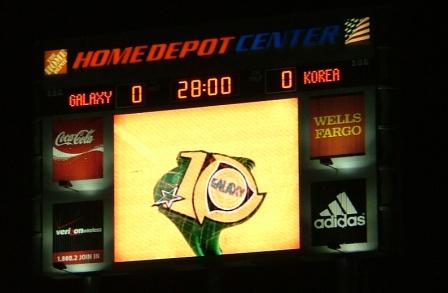 HOME DEPOT CENTER
GALAXY 0 28:00 0 KOREA
Coca-Cola
WELLS
FARGO
10
GALAXY
verizon wireless
1.800.2 JOIN IN
adidas